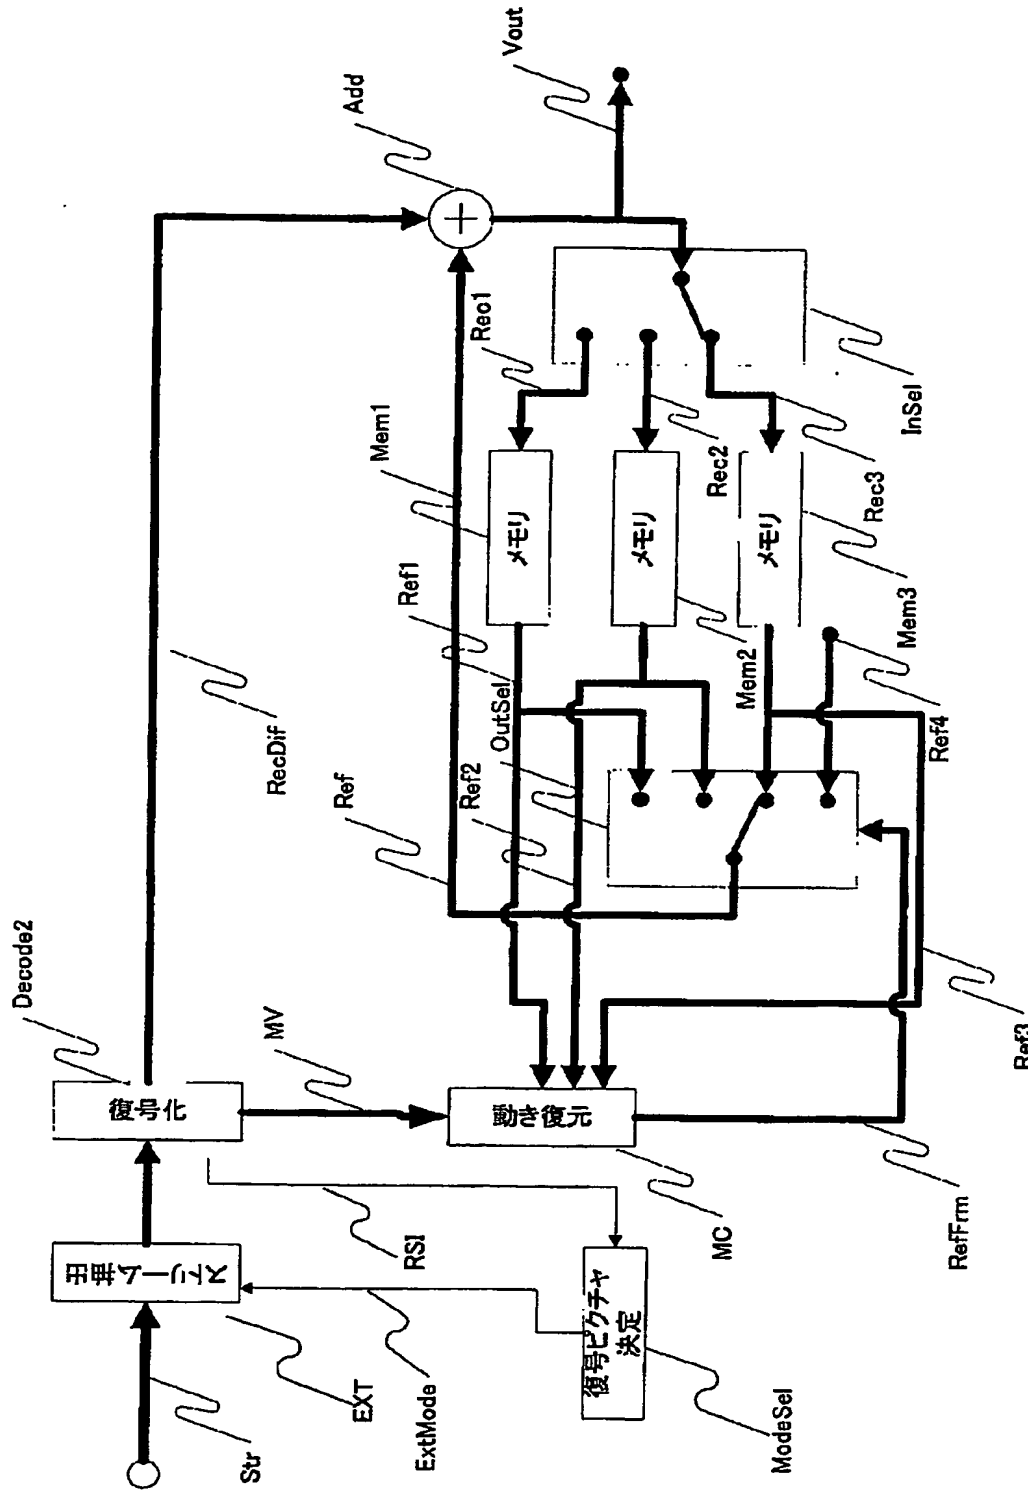 Str
EXT
ストリーム抽出
ExtMode
RSI
復号化
Decode2
MV
復号ピクチャ
決定
ModeSel
動き復元
MC
RefFrm
RecDif
Ref
Ref1
Ref2
Ref3
Ref4
OutSel
メモリ
Mem1
メモリ
Mem2
メモリ
Mem3
Rec1
Rec2
Rec3
InSel
Add
+
Vout